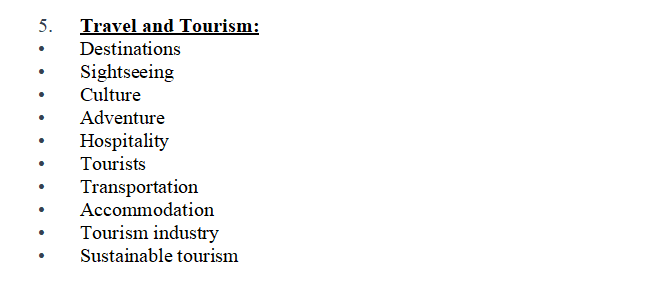 5. Travel and Tourism:
• Destinations
• Sightseeing
• Culture
• Adventure
• Hospitality
• Tourists
• Transportation
• Accommodation
• Tourism industry
• Sustainable tourism